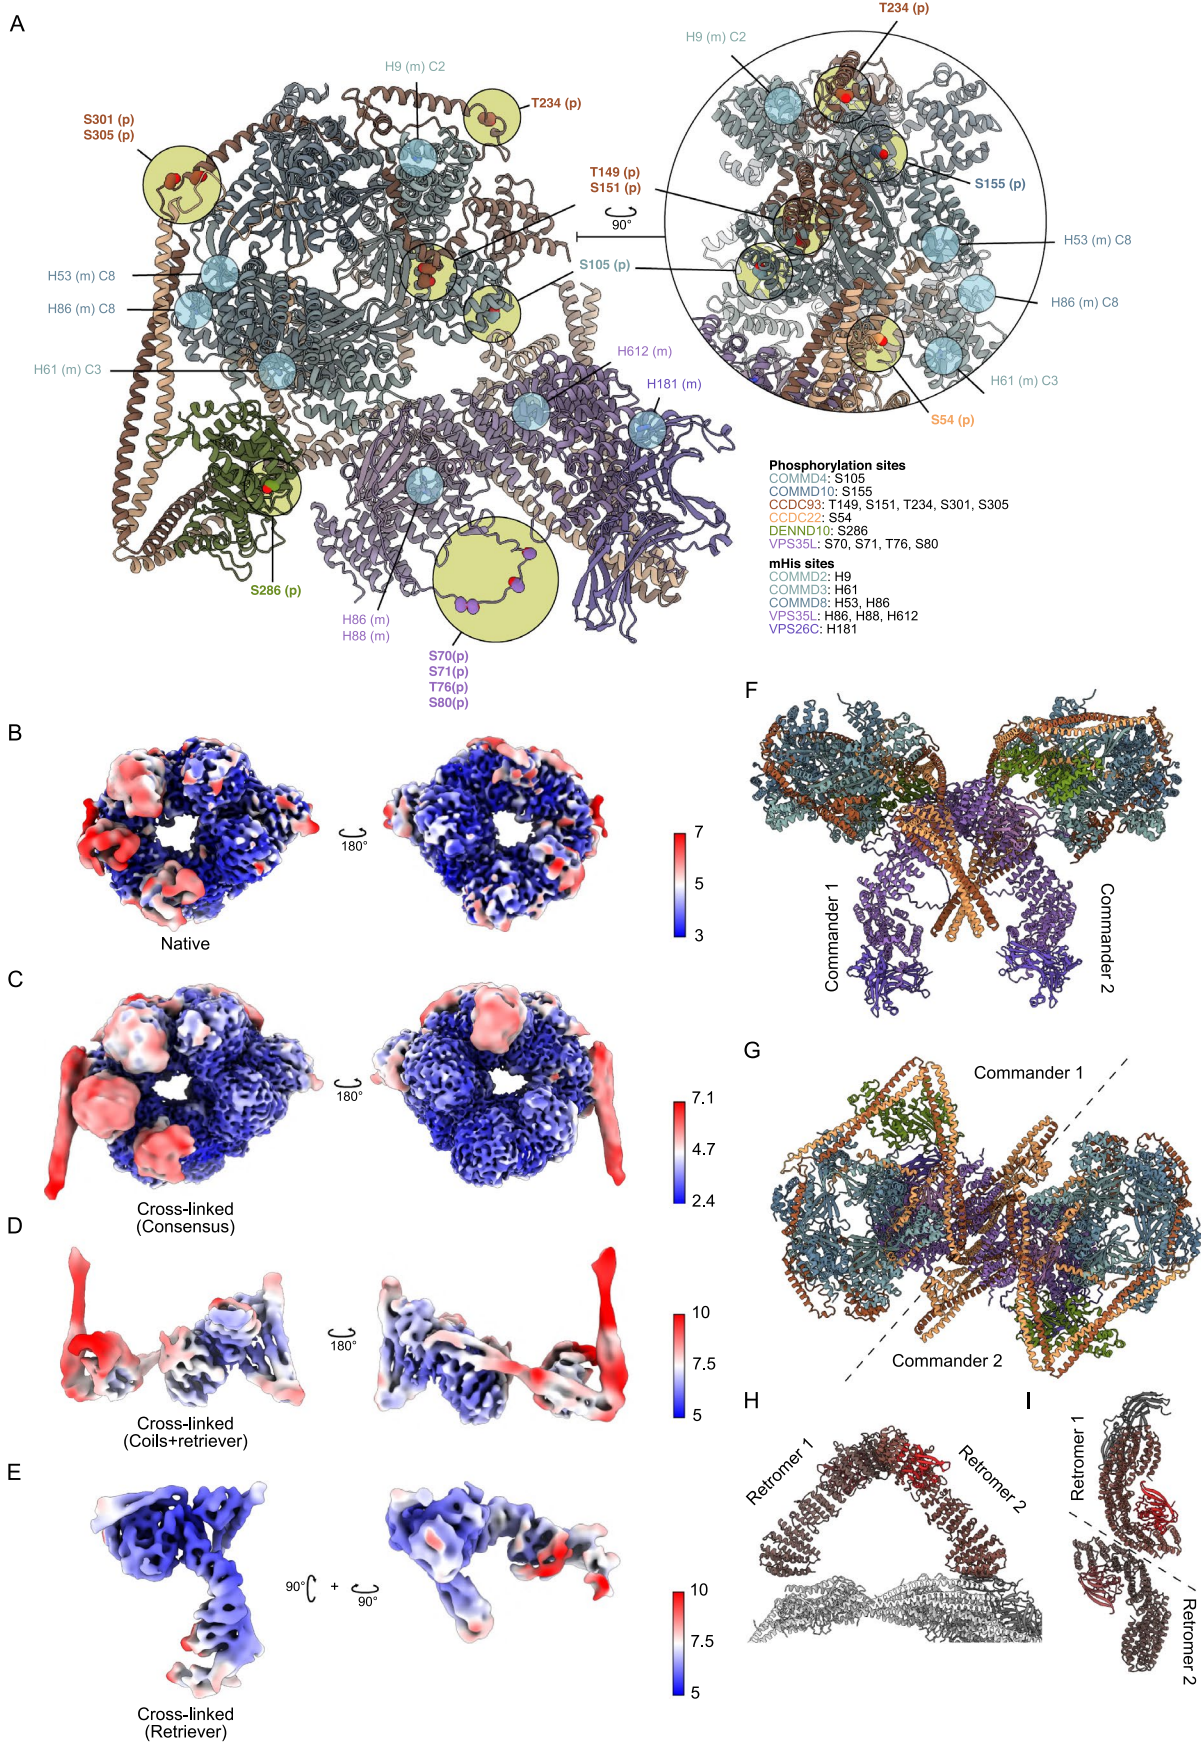 A
T234 (p)
H9 (m) C2
H9 (m) C2
T234 (p)
S301 (p)
S305 (p)
T149 (p)
S151 (p)
90°
S155 (p)
H53 (m) C8
S105 (p)
H53 (m) C8
H86 (m) C8
H86 (m) C8
H61 (m) C3
H612 (m)
H181 (m)
H61 (m) C3
S54 (p)
S286 (p)
H86 (m)
H88 (m)
S70(p)
S71(p)
T76(p)
S80(p)
Phosphorylation sites
COMMD4: S105
COMMD10: S155
CCDC93: T149, S151, T234, S301, S305
CCDC22: S54
DENND10: S286
VPS35L: S70, S71, T76, S80
mHis sites
COMMD2: H9
COMMD3: H61
COMMD8: H53, H86
VPS35L: H86, H88, H612
VPS26C: H181
B
180°
Native
7
5
3
C
180°
Cross-linked
(Consensus)
7.1
4.7
2.4
D
180°
Cross-linked
(Coils+retriever)
10
7.5
5
E
90°
+
90°
Cross-linked
(Retriever)
10
7.5
5
F
Commander 1
Commander 2
G
Commander 1
Commander 2
H
Retromer 1
Retromer 2
I
Retromer 1
Retromer 2